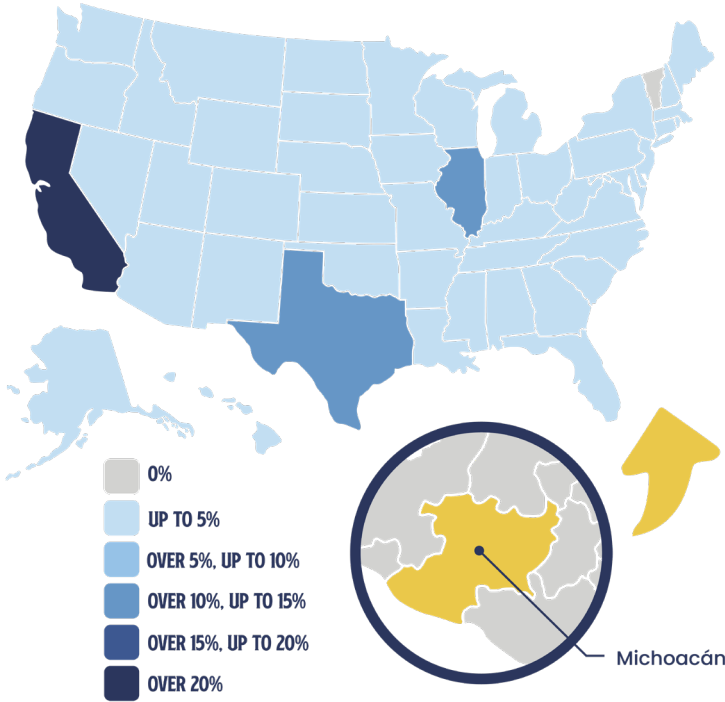 0%
UP TO 5%
OVER 5%, UP TO 10%
OVER 10%, UP TO 15%
OVER 15%, UP TO 20%
OVER 20%
Michoacán